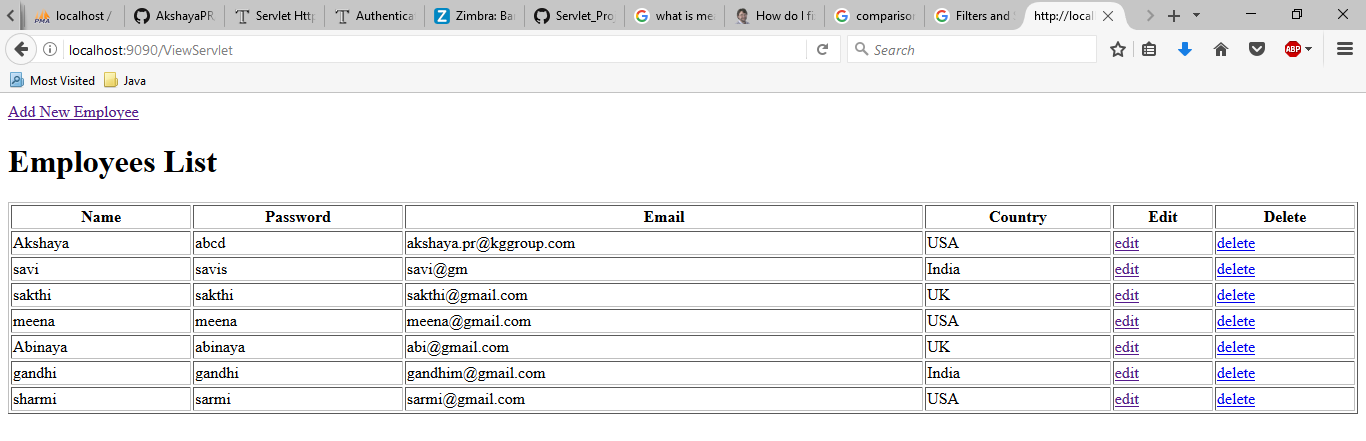 localhost /
AkshayaPR
Servlet Htt
Authentica
Zimbra: Ba
Servlet_Pro
what is me
How do I fi
comparison
Filters and
http://local
localhost:9090/ViewServlet
Search
ABP
Most Visited
Java
Add New Employee
Employees List
Name Password Email Country Edit Delete
Akshaya abcd akshaya.pr@kggroup.com USA edit delete
savi savis savi@gm India edit delete
sakthi sakthi sakthi@gmail.com UK edit delete
meena meena meena@gmail.com USA edit delete
Abinaya abinaya abi@gmail.com UK edit delete
gandhi gandhi gandhim@gmail.com India edit delete
sharmi sarmi sarmi@gmail.com USA edit delete